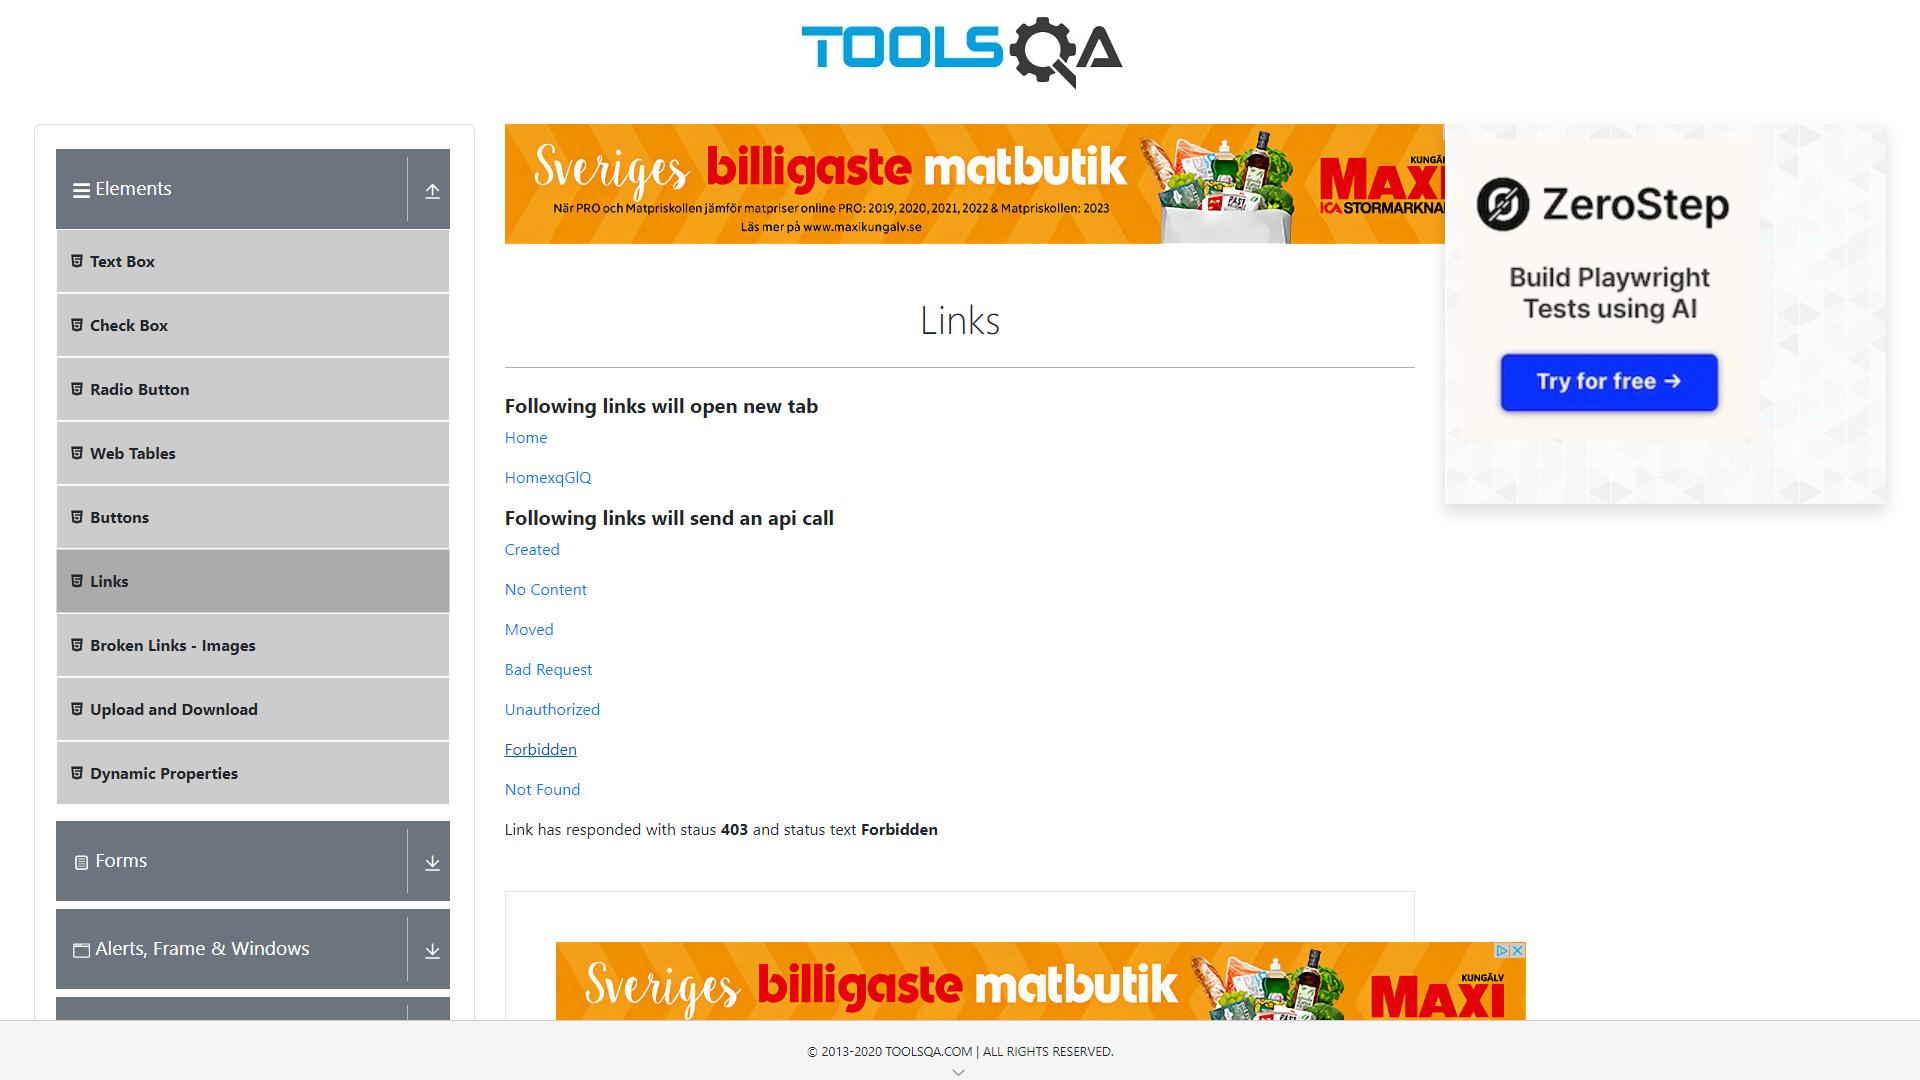 TOOLSQA
Elements
Text Box
Check Box
Radio Button
Web Tables
Buttons
Links
Broken Links - Images
Upload and Download
Dynamic Properties
Forms
Alerts, Frame & Windows
Sveriges billigaste matbutik
När PRO och Matpriskollen jämför matpriser online PRO: 2019, 2020, 2021, 2022 & Matpriskollen: 2023
Läs mer på www.maxikungalv.se
KUNGÄL
MAXI
ICA STORMARKNA
Links
Following links will open new tab
Home
HomexqGlQ
Following links will send an api call
Created
No Content
Moved
Bad Request
Unauthorized
Forbidden
Not Found
Link has responded with staus 403 and status text Forbidden
Sveriges billigaste matbutik
KUNGÄLV
MAXI
ZeroStep
Build Playwright
Tests using AI
Try for free →
© 2013-2020 TOOLSQA.COM | ALL RIGHTS RESERVED.